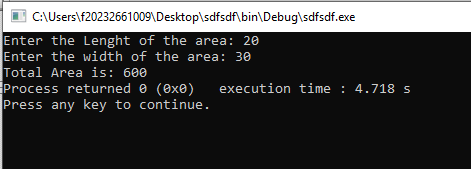 C:\Users\f20232661009\Desktop\sdfsdf\bin\Debug\sdfsdf.exe
Enter the Lenght of the area: 20
Enter the width of the area: 30
Total Area is: 600
Process returned 0 (0x0)   execution time : 4.718 s
Press any key to continue.